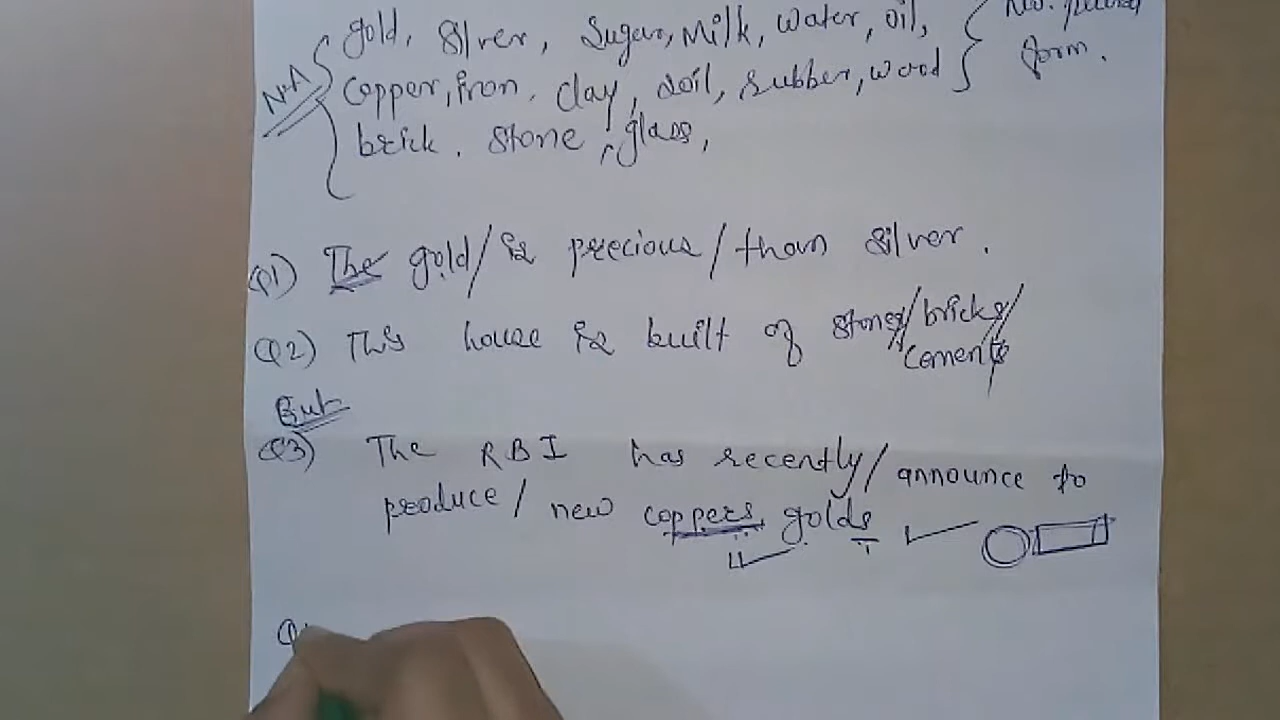 gold, Silver, Sugar, Milk, water, oil,
N.A
copper, iron, clay, soil, rubber, wood
form.
brick. stone, glass,
Q1) The gold/ is precious/ than silver.
Q2) This house is built of stones/ bricks/
cements
But
Q3) The RBI has recently/ announce to
produce/ new coppers, golds
Q